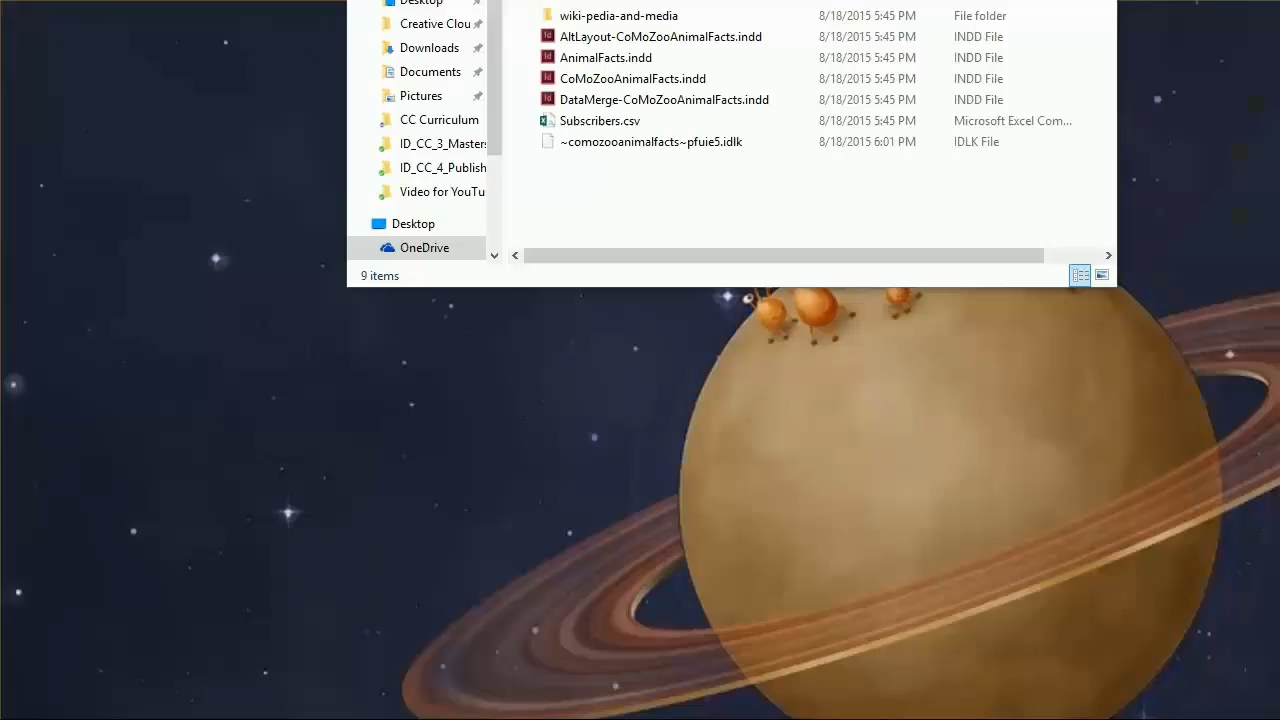 Desktop
Creative Clou
Downloads
Documents
Pictures
CC Curriculum
ID_CC_3_Masters
ID_CC_4_Publish
Video for YouTu
Desktop
OneDrive
wiki-pedia-and-media 8/18/2015 5:45 PM File folder
AltLayout-CoMoZooAnimalFacts.indd 8/18/2015 5:45 PM INDD File
AnimalFacts.indd 8/18/2015 5:45 PM INDD File
CoMoZooAnimalFacts.indd 8/18/2015 5:45 PM INDD File
DataMerge-CoMoZooAnimalFacts.indd 8/18/2015 5:45 PM INDD File
Subscribers.csv 8/18/2015 5:45 PM Microsoft Excel Com...
~comozooanimalfacts~pfuie5.idlk 8/18/2015 6:01 PM IDLK File
9 items